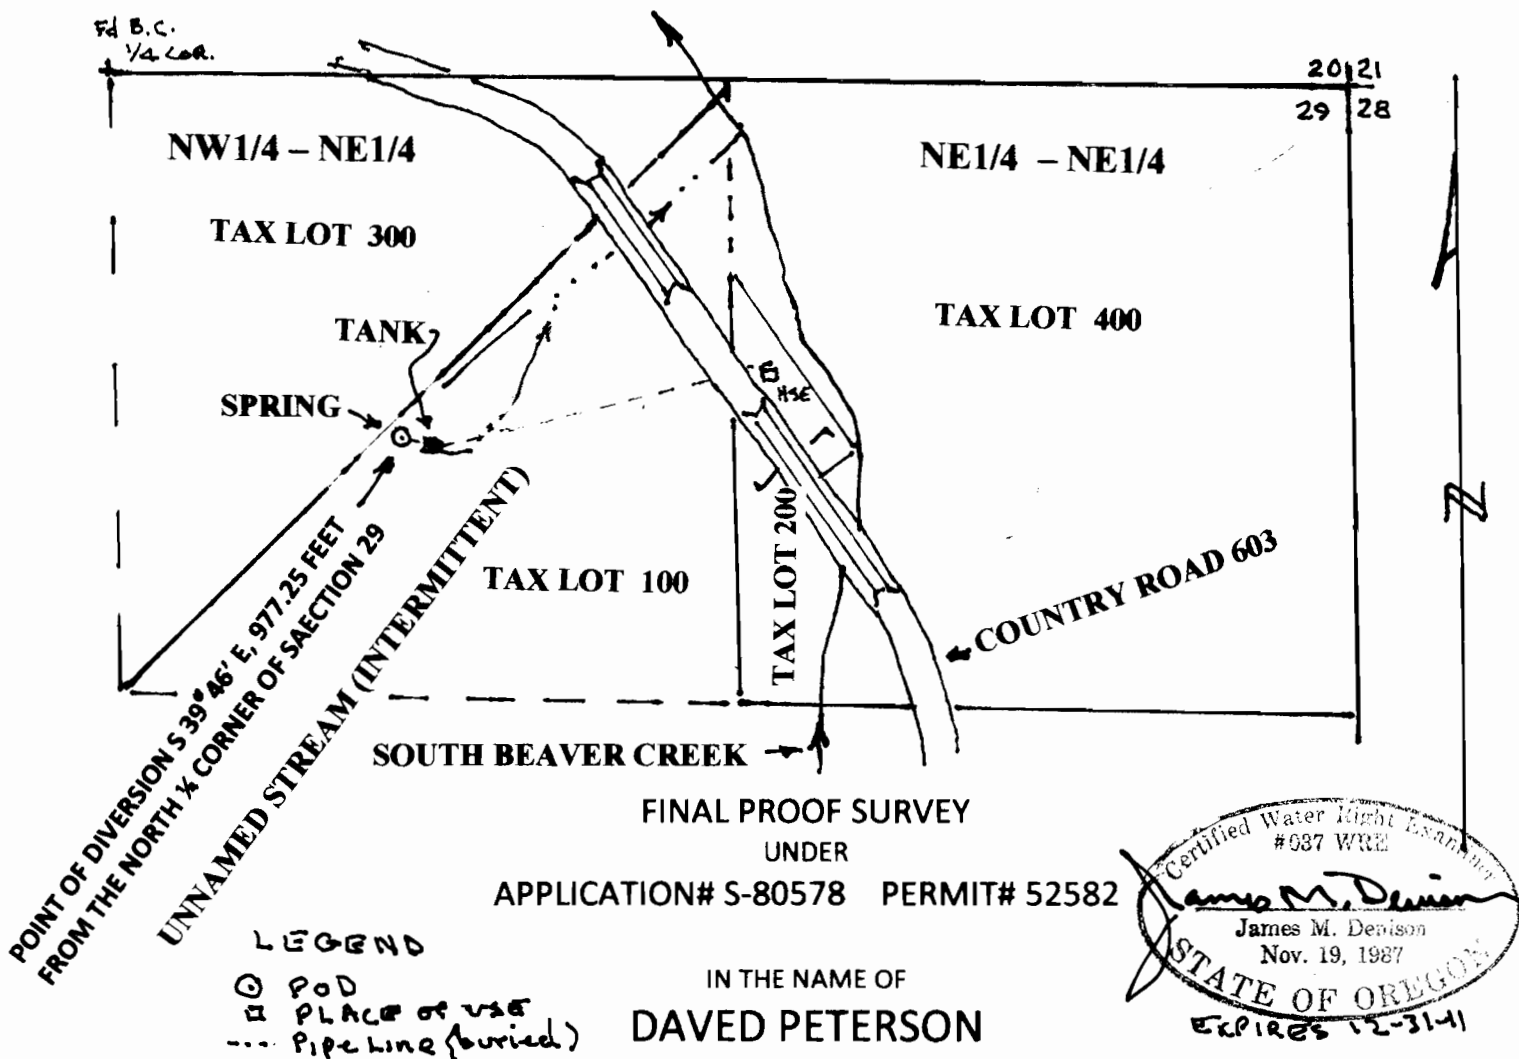 Fd B.C.
1/4 COR.
20 21
29 28
NW1/4 – NE1/4
NE1/4 – NE1/4
TAX LOT 300
TAX LOT 400
TANK
SPRING
HSE
TAX LOT 100
TAX LOT 200
COUNTRY ROAD 603
N
POINT OF DIVERSION S 39°46' E, 977.25 FEET
FROM THE NORTH ¼ CORNER OF SAECTION 29
UNNAMED STREAM (INTERMITTENT)
SOUTH BEAVER CREEK
FINAL PROOF SURVEY
UNDER
APPLICATION# S-80578 PERMIT# 52582
IN THE NAME OF
DAVED PETERSON
LEGEND
POD
PLACE OF USE
PipeLine (buried)
Certified Water Right Examiner
#037 WRE
James M. Denison
James M. Denison
Nov. 19, 1987
STATE OF OREGON
EXPIRES 12-31-11